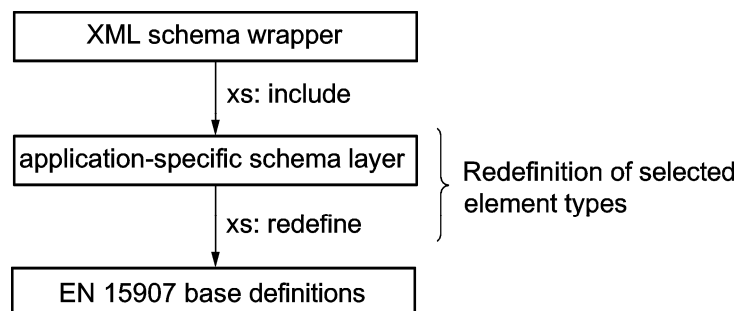 XML schema wrapper
xs: include
application-specific schema layer
Redefinition of selected
element types
xs: redefine
EN 15907 base definitions